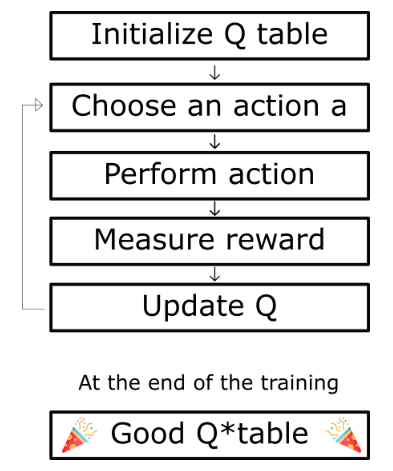 Initialize Q table
Choose an action a
Perform action
Measure reward
Update Q
At the end of the training
Good Q*table